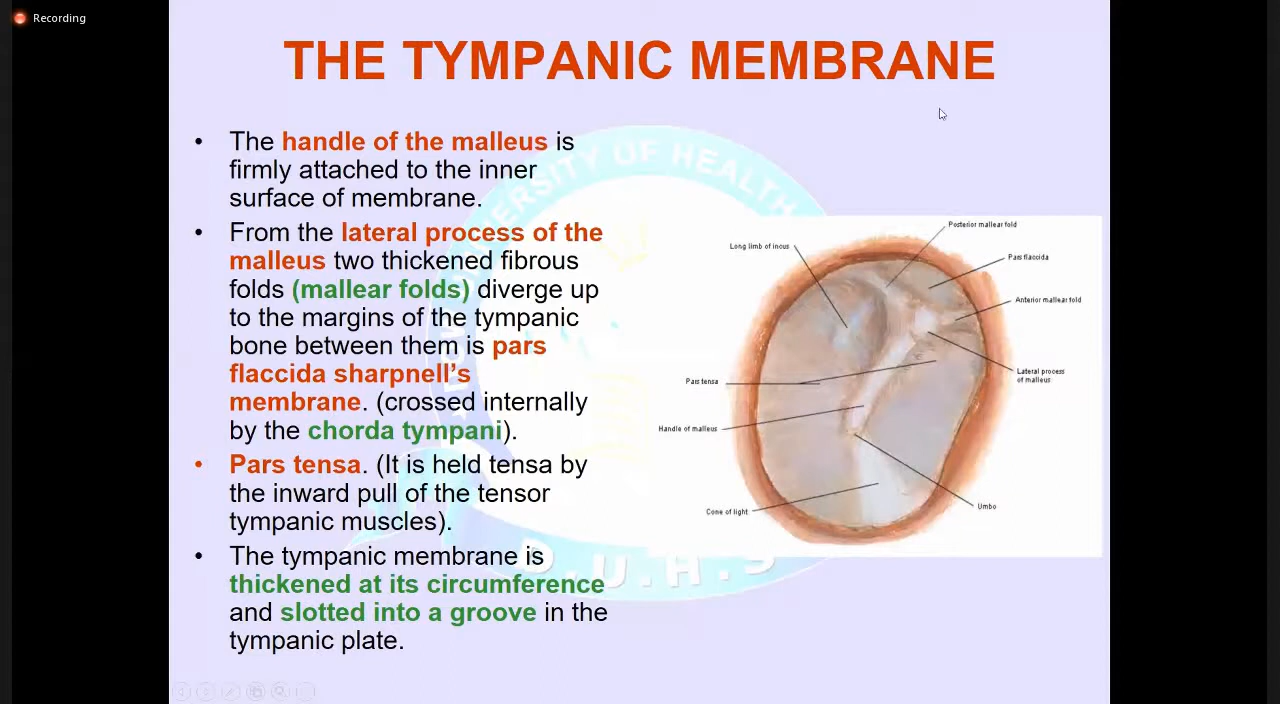 Recording
THE TYMPANIC MEMBRANE
• The handle of the malleus is
firmly attached to the inner
surface of membrane.
• From the lateral process of the
malleus two thickened fibrous
folds (mallear folds) diverge up
to the margins of the tympanic
bone between them is pars
flaccida sharpnell's
membrane. (crossed internally
by the chorda tympani).
• Pars tensa. (It is held tensa by
the inward pull of the tensor
tympanic muscles).
• The tympanic membrane is
thickened at its circumference
and slotted into a groove in the
tympanic plate.
Posterior mallear fold
Long limb of incus
Pars flaccida
Anterior mallear fold
Lateral process
of malleus
Pars tensa
Handle of malleus
Cone of light
Umbo
UNIVERSITY OF HEALTH
D.U.H.S